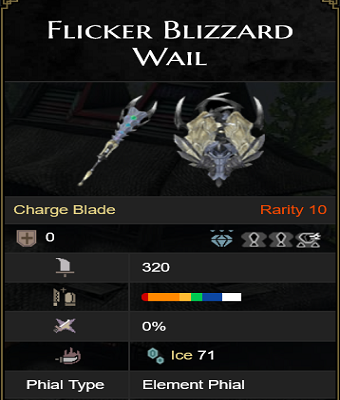 Flicker Blizzard
Wail
Charge Blade Rarity 10
0
320
0%
Ice 71
Phial Type Element Phial